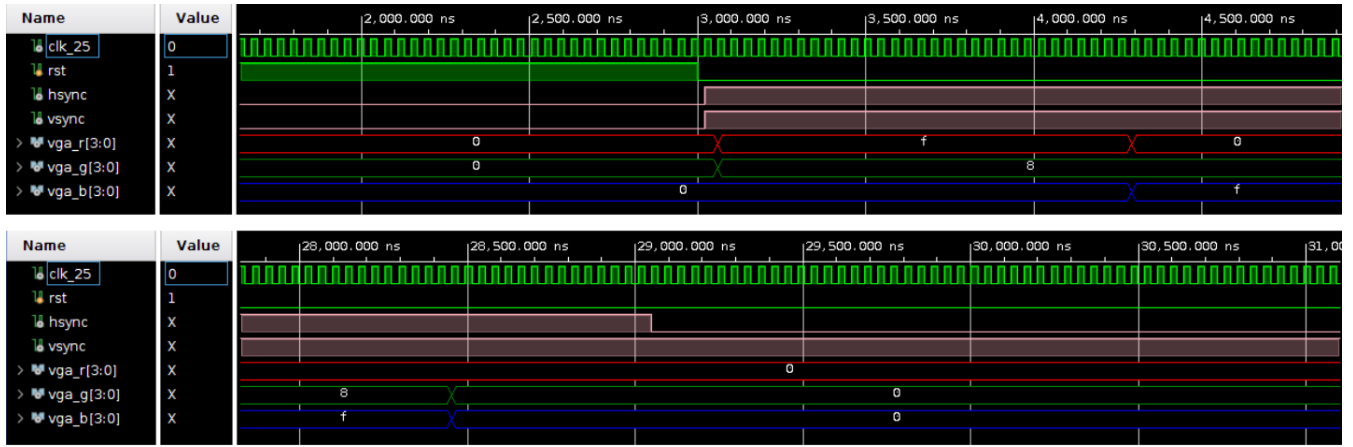 Name Value 2,000.000 ns 2,500.000 ns 3,000.000 ns 3,500.000 ns 4,000.000 ns 4,500.000 ns
clk_25 0
rst 1
hsync X
vsync X
vga_r[3:0] X 0 f 0
vga_g[3:0] X 0 8
vga_b[3:0] X 0 f
Name Value 28,000.000 ns 28,500.000 ns 29,000.000 ns 29,500.000 ns 30,000.000 ns 30,500.000 ns 31,00
clk_25 0
rst 1
hsync X
vsync X
vga_r[3:0] X 0
vga_g[3:0] X 8 0
vga_b[3:0] X f 0